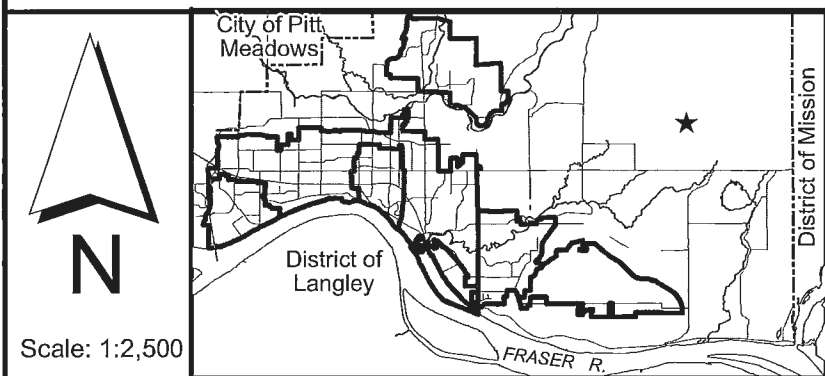 City of Pitt
Meadows
District of Mission
District of
Langley
N
Scale: 1:2,500
FRASER R.